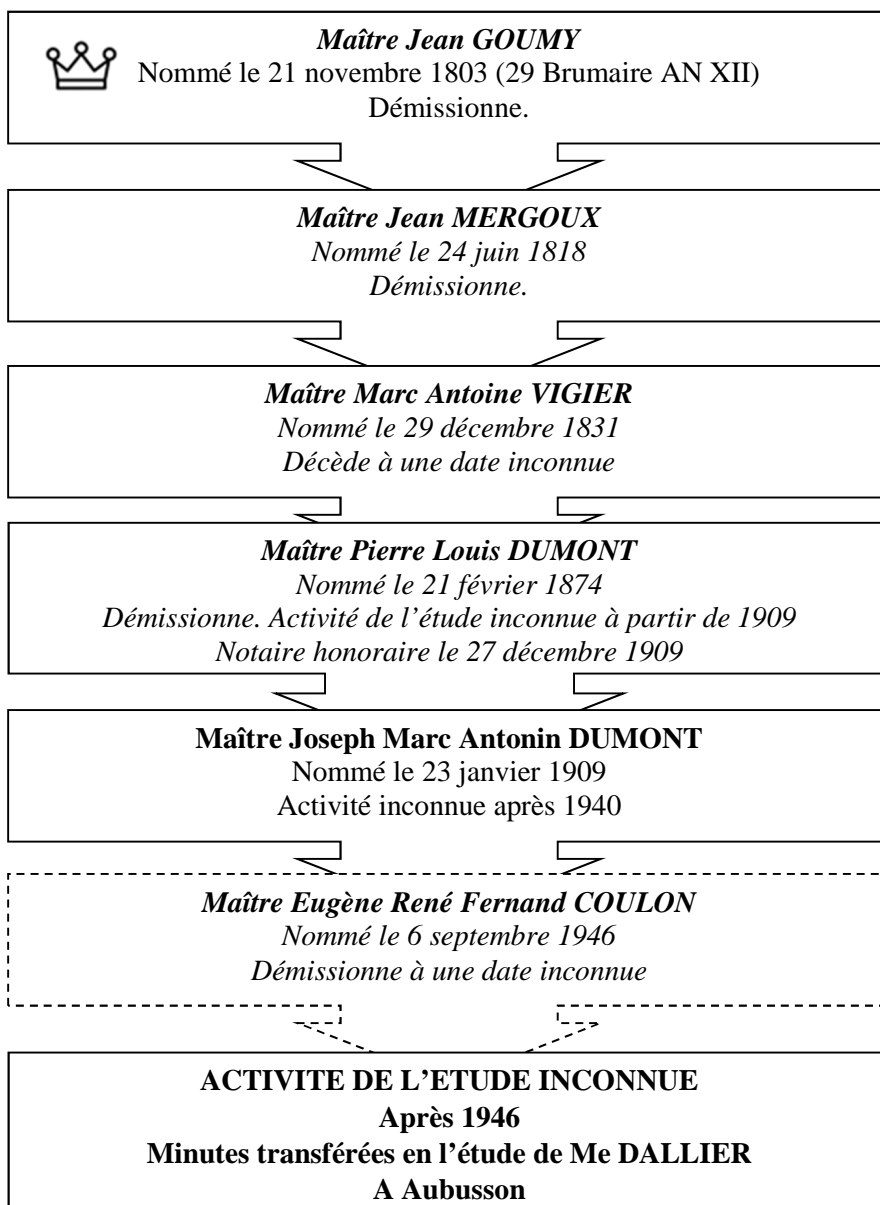 Maître Jean GOUMY
Nommé le 21 novembre 1803 (29 Brumaire AN XII)
Démissionne.
Maître Jean MERGOUX
Nommé le 24 juin 1818
Démissionne.
Maître Marc Antoine VIGIER
Nommé le 29 décembre 1831
Décède à une date inconnue
Maître Pierre Louis DUMONT
Nommé le 21 février 1874
Démissionne. Activité de l’étude inconnue à partir de 1909
Notaire honoraire le 27 décembre 1909
Maître Joseph Marc Antonin DUMONT
Nommé le 23 janvier 1909
Activité inconnue après 1940
Maître Eugène René Fernand COULON
Nommé le 6 septembre 1946
Démissionne à une date inconnue
ACTIVITE DE L’ETUDE INCONNUE
Après 1946
Minutes transférées en l’étude de Me DALLIER
A Aubusson